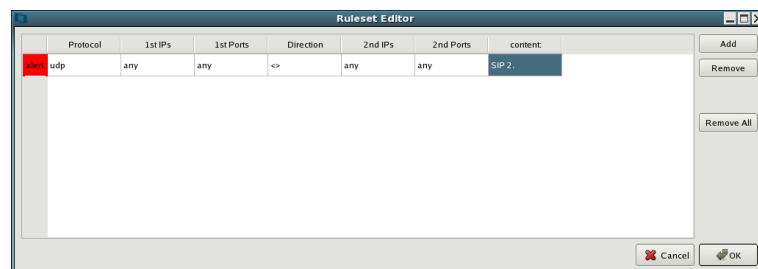 Ruleset Editor
Protocol 1st IPs 1st Ports Direction 2nd IPs 2nd Ports content: Add
alert udp any any <> any any SIP 2. Remove
Remove All
Cancel OK